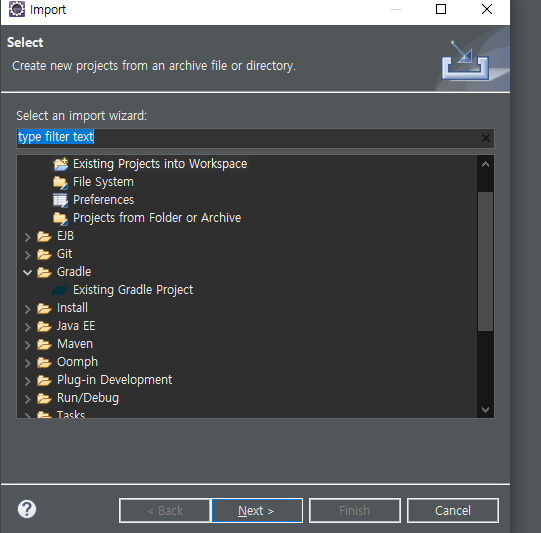 Import
Select
Create new projects from an archive file or directory.
Select an import wizard:
type filter text
Existing Projects into Workspace
File System
Preferences
Projects from Folder or Archive
EJB
Git
Gradle
Existing Gradle Project
Install
Java EE
Maven
Oomph
Plug-in Development
Run/Debug
Tasks
< Back
Next >
Finish
Cancel